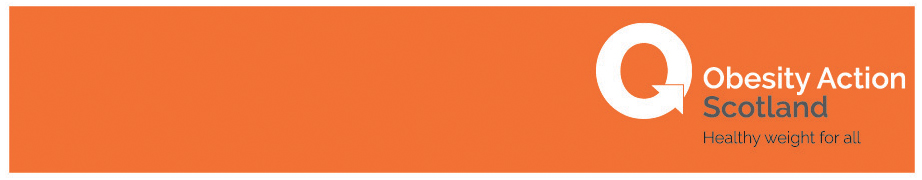 Obesity Action
Scotland
Healthy weight for all